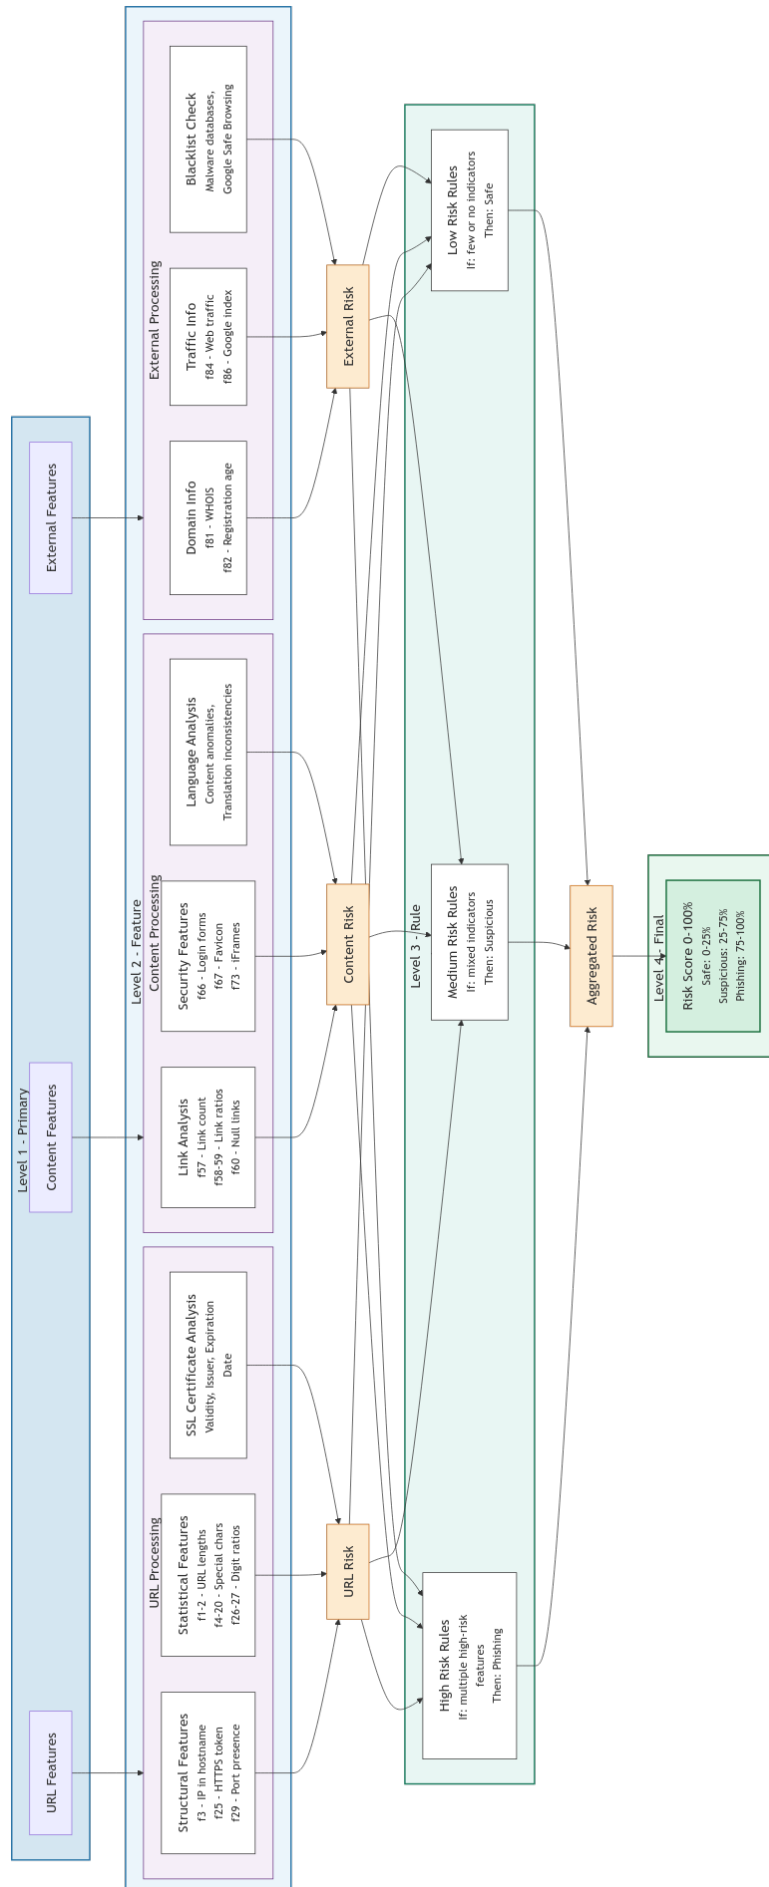 Level 1 - Primary
URL Features
Content Features
External Features
Level 2 - Feature
URL Processing
Structural Features
f3 - IP in hostname
f25 - HTTPS token
f29 - Port presence
Statistical Features
f1-2 - URL lengths
f4-20 - Special chars
f26-27 - Digit ratios
SSL Certificate Analysis
Validity, Issuer, Expiration
Date
Content Processing
Link Analysis
f57 - Link count
f58-59 - Link ratios
f60 - Null links
Security Features
f66 - Login forms
f67 - Favicon
f73 - iFrames
Language Analysis
Content anomalies,
Translation inconsistencies
External Processing
Domain Info
f81 - WHOIS
f82 - Registration age
Traffic Info
f84 - Web traffic
f86 - Google index
Blacklist Check
Malware databases,
Google Safe Browsing
URL Risk
Content Risk
External Risk
Level 3 - Rule
High Risk Rules
If: multiple high-risk
features
Then: Phishing
Medium Risk Rules
If: mixed indicators
Then: Suspicious
Low Risk Rules
If: few or no indicators
Then: Safe
Aggregated Risk
Level 4 - Final
Risk Score 0-100%
Safe: 0-25%
Suspicious: 25-75%
Phishing: 75-100%